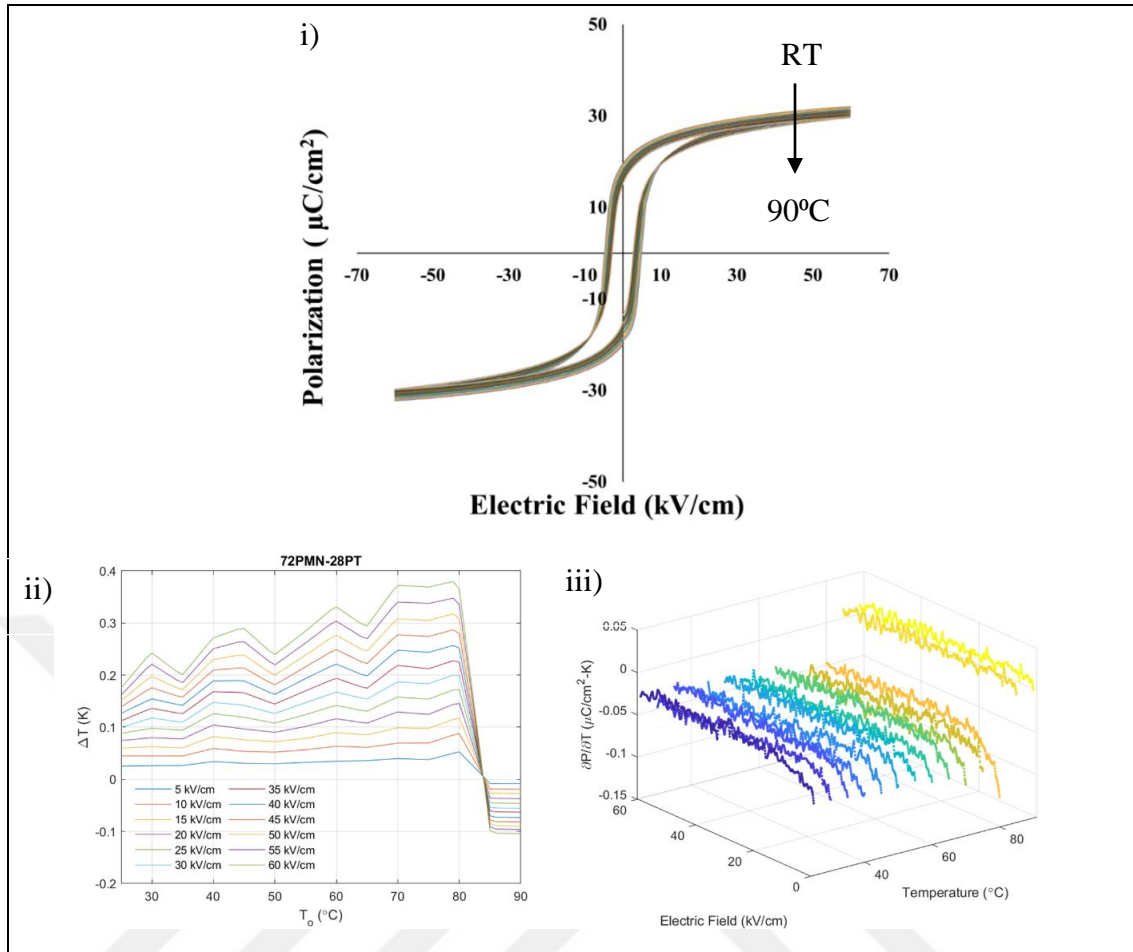 i)
50
RT
30
10
90⁰C
-70 -50 -30 -10 10 30 50 70
-10
-30
-50
Polarization ( µC/cm²)
Electric Field (kV/cm)
ii)
72PMN-28PT
0.4
0.3
0.2
0.1
0
-0.1
-0.2
ΔT (K)
5 kV/cm 35 kV/cm
10 kV/cm 40 kV/cm
15 kV/cm 45 kV/cm
20 kV/cm 50 kV/cm
25 kV/cm 55 kV/cm
30 kV/cm 60 kV/cm
30 40 50 60 70 80 90
Tₒ (°C)
iii)
0.05
0
-0.05
-0.1
-0.15
∂P/∂T (µC/cm²-K)
60 40 20 0
40 60 80
Temperature (°C)
Electric Field (kV/cm)